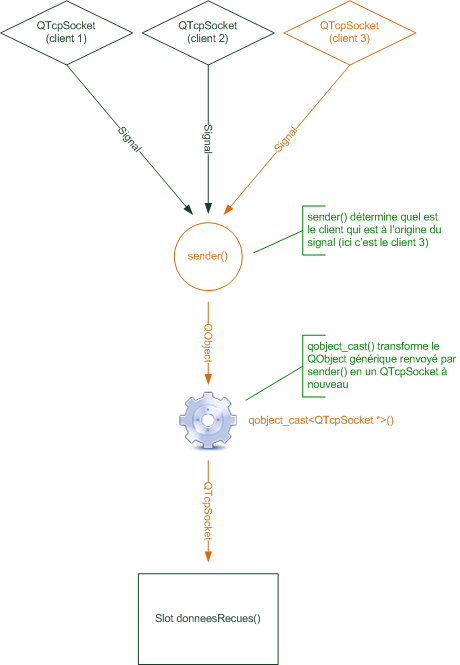 QTcpSocket
(client 1)
QTcpSocket
(client 2)
QTcpSocket
(client 3)
Signal
Signal
Signal
sender()
sender() détermine quel est
le client qui est à l'origine du
signal (ici c'est le client 3)
QObject
qobject_cast() transforme le
QObject générique renvoyé par
sender() en un QTcpSocket à
nouveau
qobject_cast<QTcpSocket *>()
QTcpSocket
Slot donneesRecues()